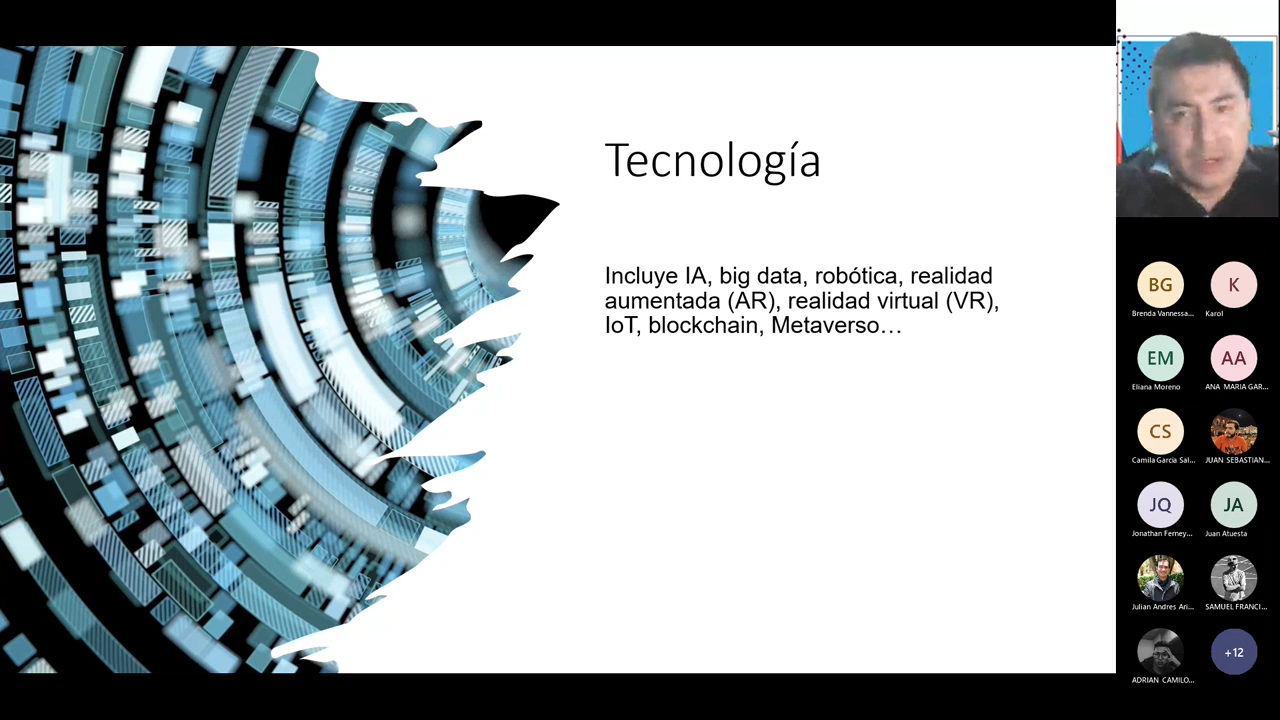 Tecnología
Incluye IA, big data, robótica, realidad
aumentada (AR), realidad virtual (VR),
IoT, blockchain, Metaverso…
BG
K
Brenda Vannessa...
Karol
EM
AA
Eliana Moreno
ANA MARIA GAR...
CS
Camila Garcia Sal...
JUAN SEBASTIAN...
JQ
JA
Jonathan Ferney...
Juan Atuesta
Julian Andres Ari...
SAMUEL FRANCI...
+12
ADRIAN CAMILO...